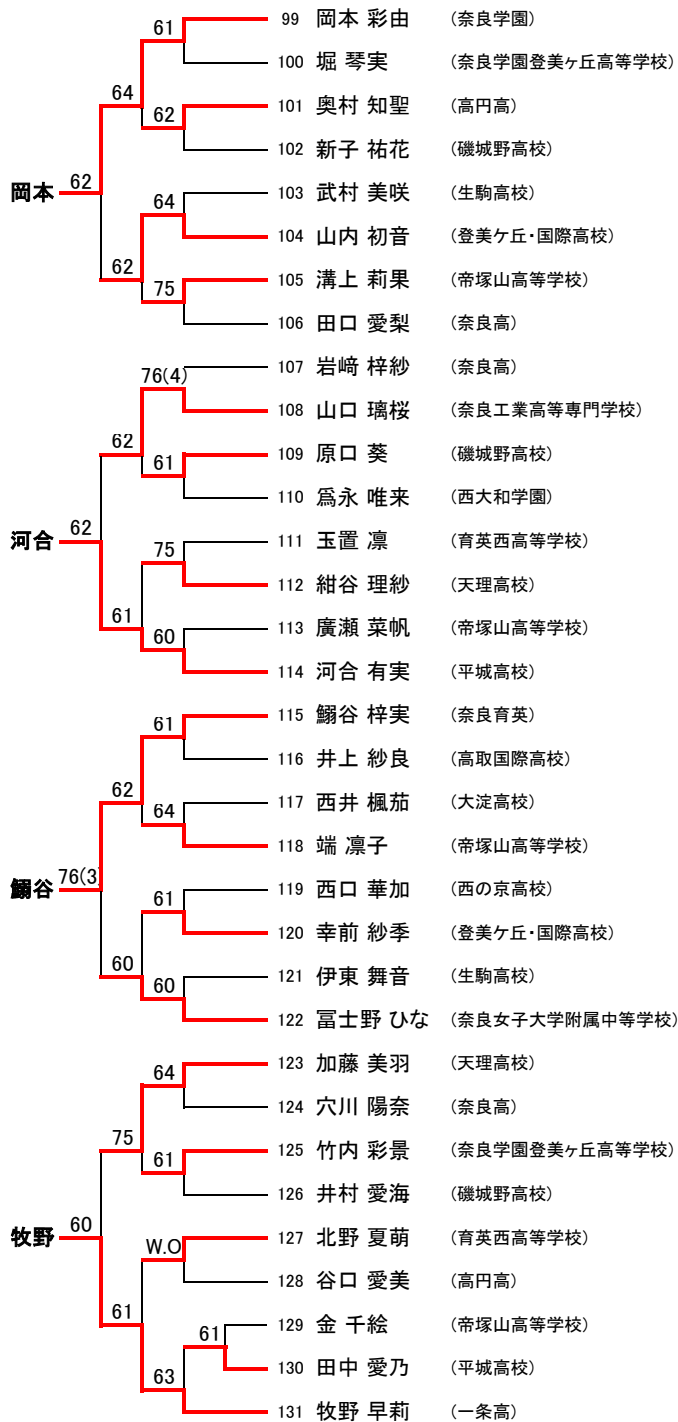 61
99 岡本 彩由 (奈良学園)
100 堀 琴実 (奈良学園登美ヶ丘高等学校)
64
101 奥村 知聖 (高円高)
62
102 新子 祐花 (磯城野高校)
岡本 62
103 武村 美咲 (生駒高校)
64
104 山内 初音 (登美ケ丘・国際高校)
62
105 溝上 莉果 (帝塚山高等学校)
75
106 田口 愛梨 (奈良高)
107 岩﨑 梓紗 (奈良高)
76(4)
108 山口 璃桜 (奈良工業高等専門学校)
62
109 原口 葵 (磯城野高校)
61
110 爲永 唯来 (西大和学園)
河合 62
111 玉置 凛 (育英西高等学校)
75
112 紺谷 理紗 (天理高校)
61
113 廣瀬 菜帆 (帝塚山高等学校)
60
114 河合 有実 (平城高校)
61
115 鰯谷 梓実 (奈良育英)
116 井上 紗良 (高取国際高校)
62
117 西井 楓茄 (大淀高校)
64
118 端 凛子 (帝塚山高等学校)
鰯谷 76(3)
119 西口 華加 (西の京高校)
61
120 幸前 紗季 (登美ケ丘・国際高校)
60
121 伊東 舞音 (生駒高校)
60
122 冨士野 ひな (奈良女子大学附属中等学校)
123 加藤 美羽 (天理高校)
64
124 穴川 陽奈 (奈良高)
75
125 竹内 彩景 (奈良学園登美ヶ丘高等学校)
61
126 井村 愛海 (磯城野高校)
牧野 60
127 北野 夏萌 (育英西高等学校)
W.O
128 谷口 愛美 (高円高)
61
129 金 千絵 (帝塚山高等学校)
61
130 田中 愛乃 (平城高校)
63
131 牧野 早莉 (一条高)